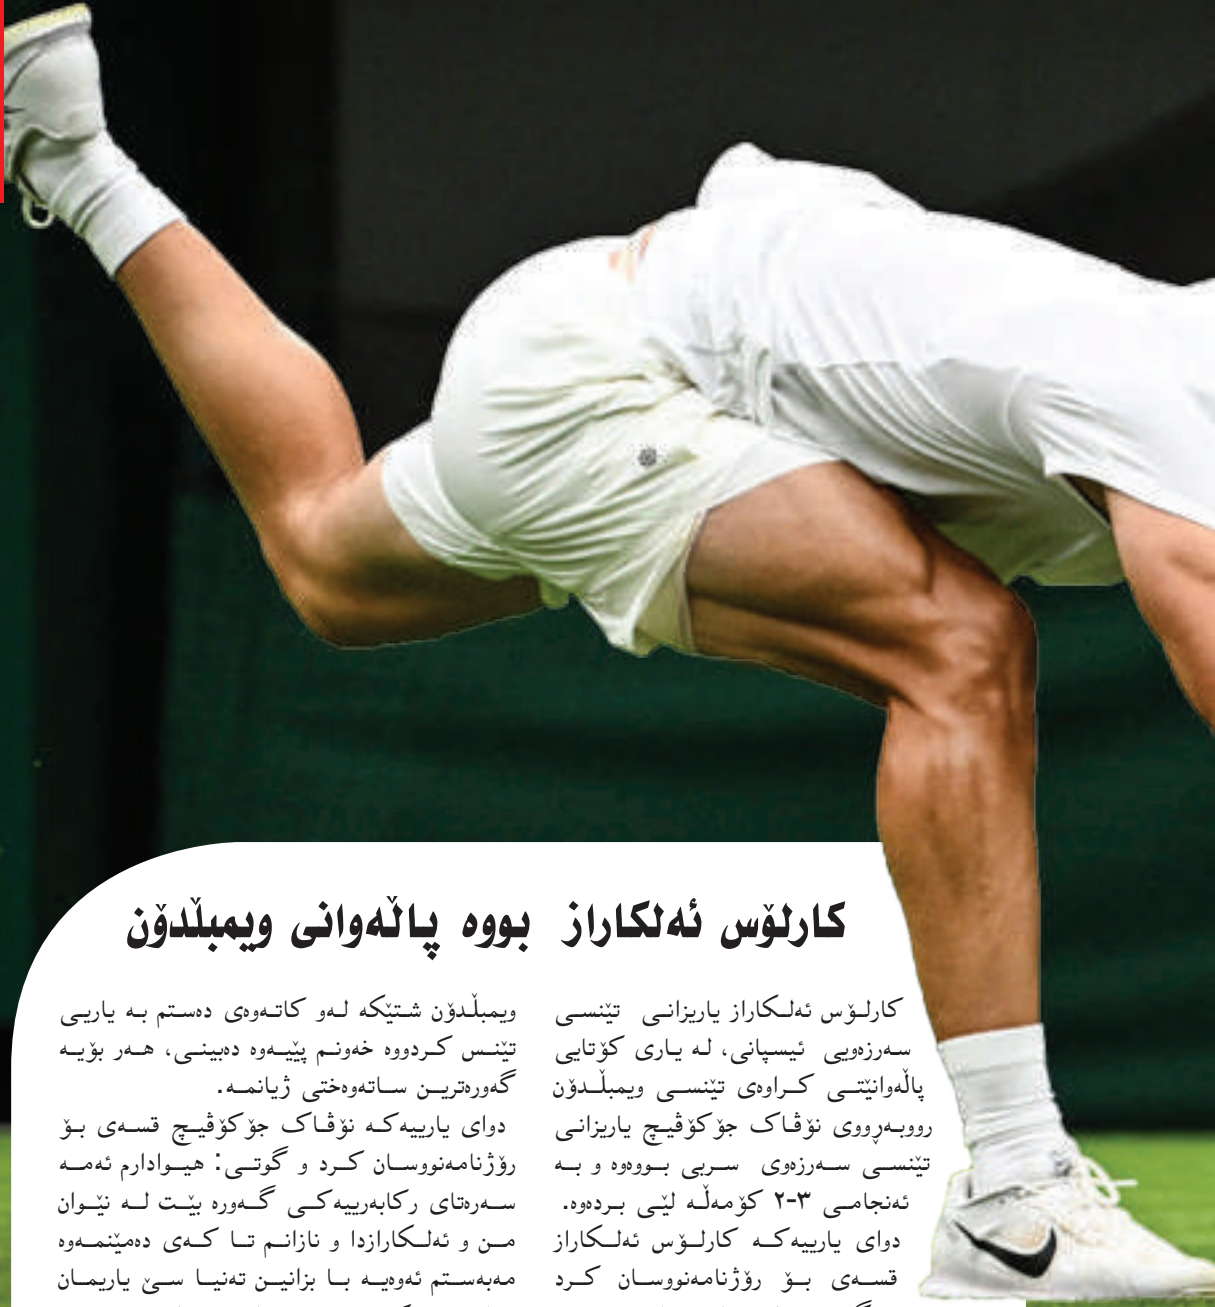 کارلۆس ئەلکاراز بووە پاڵەوانی ویمبڵدۆن
کارلۆس ئەلکاراز یاریزانی تێنسی
سەرزەویی ئیسپانی، لە یاری کۆتایی
پاڵەوانێتی کراوەی تێنسی ویمبڵدۆن
رووبەڕووی نۆڤاک جۆکۆڤیچ یاریزانی
تێنسی سەرزەوی سربی بووەوە و بە
ئەنجامی ٣-٢ کۆمەڵە لێی بردەوە.
دوای یارییەکە کارلۆس ئەلکاراز
قسەی بۆ رۆژنامەنووسان کرد
ویمبڵدۆن شتێکە لەو کاتەوەی دەستم بە یاریی
تێنس کردووە خەونم پێیەوە دەبینی، هەر بۆیە
گەورەترین ساتەوەختی ژیانمە.
دوای یارییەکە نۆڤاک جۆکۆڤیچ قسەی بۆ
رۆژنامەنووسان کرد و گوتی: هیوادارم ئەمە
سەرەتای رکابەرییەکی گەورە بێت لە نێوان
من و ئەلکارازدا و نازانم تا کەی دەمێنمەوە
مەبەستم ئەوەیە با بزانین تەنیا سێ یاریمان